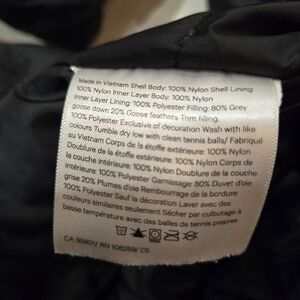 Made in Vietnam Shell Body: 100% Nylon Shell Lining:
100% Nylon Inner Layer Body: 100% Nylon
Inner Layer Lining: 100% Polyester Filling: 80% Grey
goose down 20% Goose feathers Trim filling:
100% Polyester Exclusive of decoration Wash with like
colours Tumble dry low with clean tennis balls/ Fabriqué
au Vietnam Corps de la étoffe extérieure: 100% Nylon
Doublure de la étoffe extérieure: 100% Nylon Corps de
la couche intérieure: 100% Nylon Doublure de la
couche intérieure: 100% Polyester Garnissage: 80% Duvet d'oie
grise 20% Plumes d'oie Rembourrage de la bordure
100% Polyester Sauf la décoration Laver avec des
couleurs similaires seulement Sécher par culbutage à
basse température avec des balles de tennis propres
CA 35801/ RN 106259/ CS